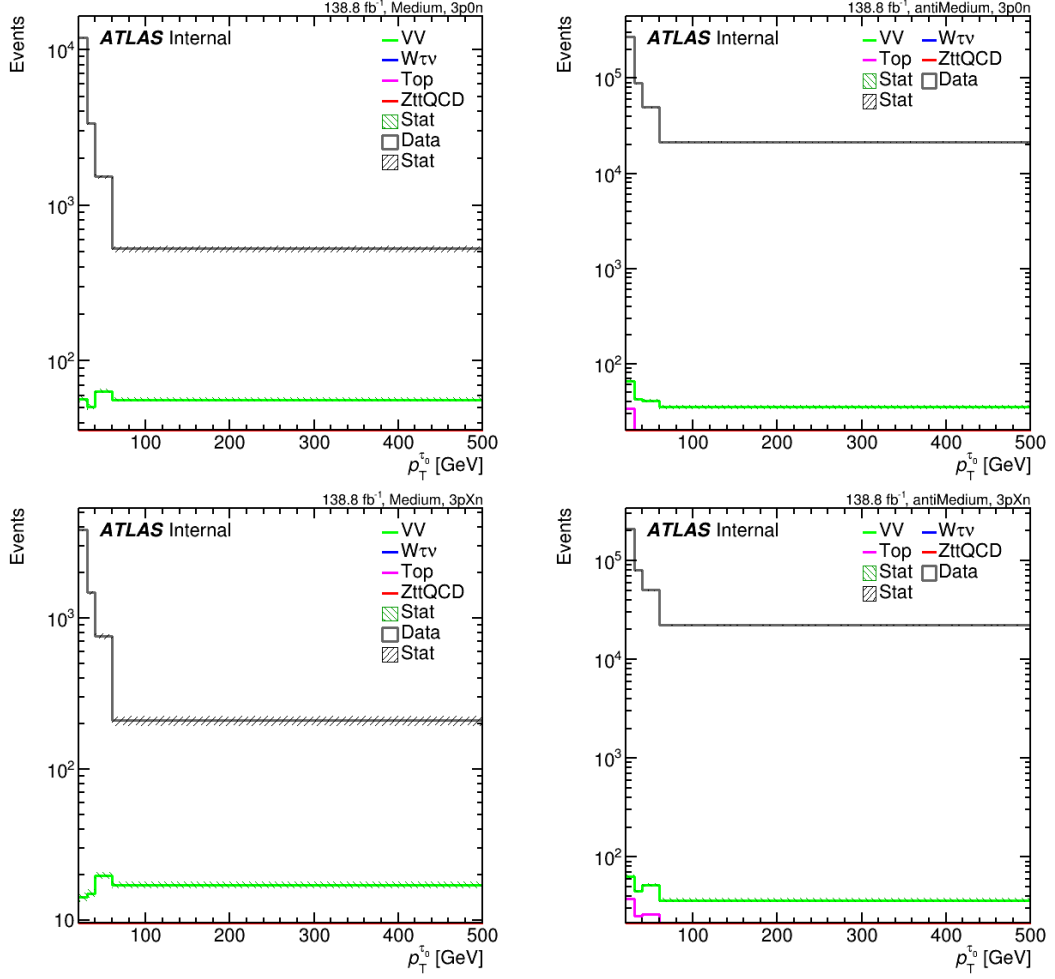 138.8 fb⁻¹, Medium, 3p0n
Events
ATLAS Internal
VV
Wτν
Top
ZttQCD
Stat
Data
Stat
10⁴
10³
10²
100 200 300 400 500
p_T^τ₀ [GeV]
138.8 fb⁻¹, antiMedium, 3p0n
Events
ATLAS Internal
VV Wτν
Top ZttQCD
Stat Data
Stat
10⁵
10⁴
10³
10²
100 200 300 400 500
p_T^τ₀ [GeV]
138.8 fb⁻¹, Medium, 3pXn
Events
ATLAS Internal
VV
Wτν
Top
ZttQCD
Stat
Data
Stat
10³
10²
10
100 200 300 400 500
p_T^τ₀ [GeV]
138.8 fb⁻¹, antiMedium, 3pXn
Events
ATLAS Internal
VV Wτν
Top ZttQCD
Stat Data
Stat
10⁵
10⁴
10³
10²
100 200 300 400 500
p_T^τ₀ [GeV]